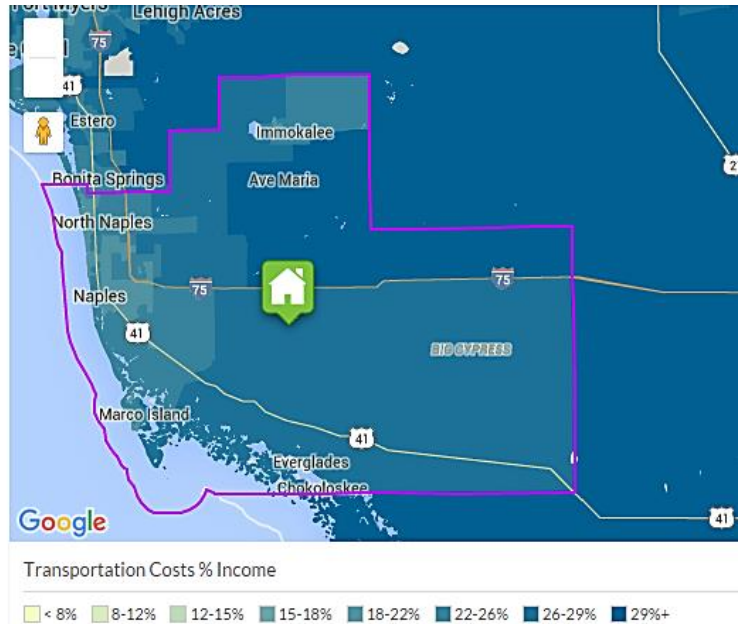 Lehigh Acres
75
41
Estero
Immokalee
Bonita Springs
Ave Maria
North Naples
75
75
Naples
41
BIG CYPRESS
Marco Island
41
Everglades
Chokoloskee
Google
41
Transportation Costs % Income
< 8% 8-12% 12-15% 15-18% 18-22% 22-26% 26-29% 29%+